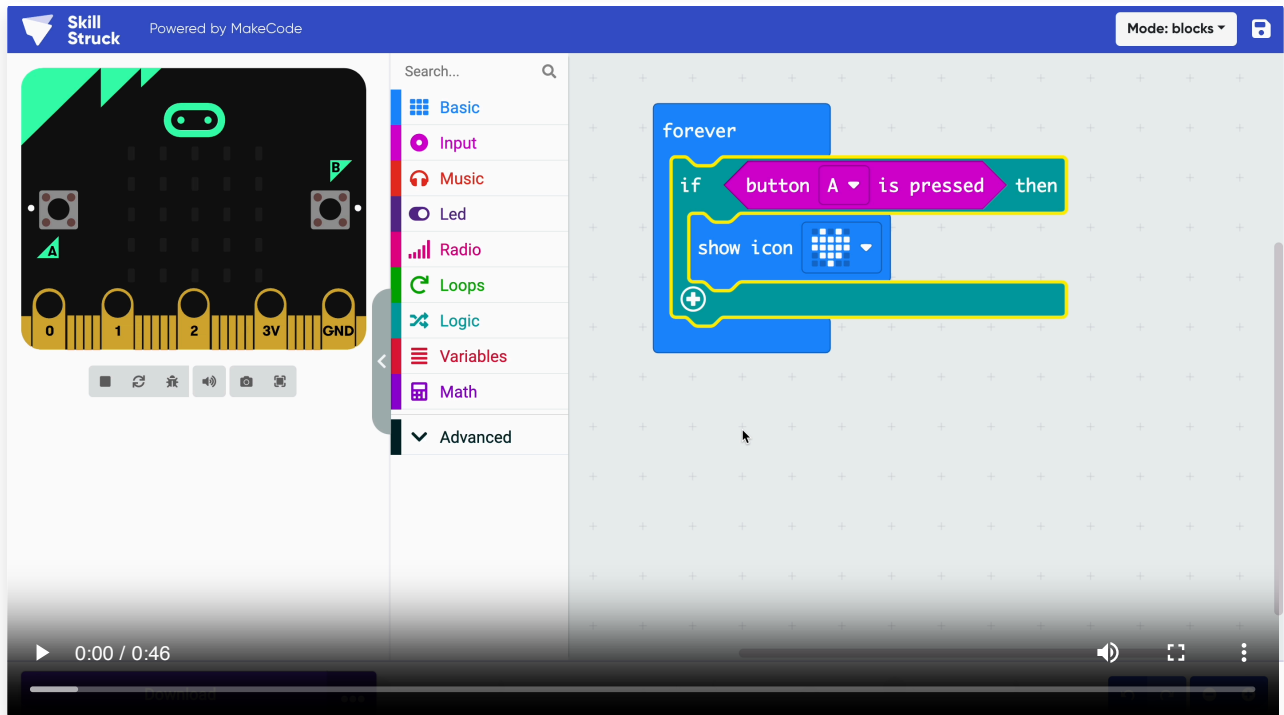 Skill
Struck
Powered by MakeCode
Mode: blocks
B
A
0 1 2 3V GND
Search...
Basic
Input
Music
Led
Radio
Loops
Logic
Variables
Math
Advanced
forever
if button A is pressed then
show icon
0:00 / 0:46
Download